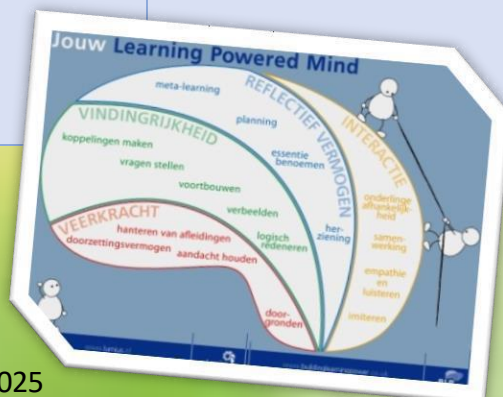 Jouw Learning Powered Mind
meta-learning
REFLECTIEF VERMOGEN
planning
essentie
benoemen
her-
ziening
VINDINGRIJKHEID
koppelingen maken
vragen stellen
voortbouwen
verbeelden
logisch
redeneren
VEERKRACHT
hanteren van afleidingen
doorzettingsvermogen
aandacht houden
door-
gronden
INTERACTIE
onderlinge
afhankelijk-
heid
samen-
werking
empathie
en
luisteren
imiteren
025